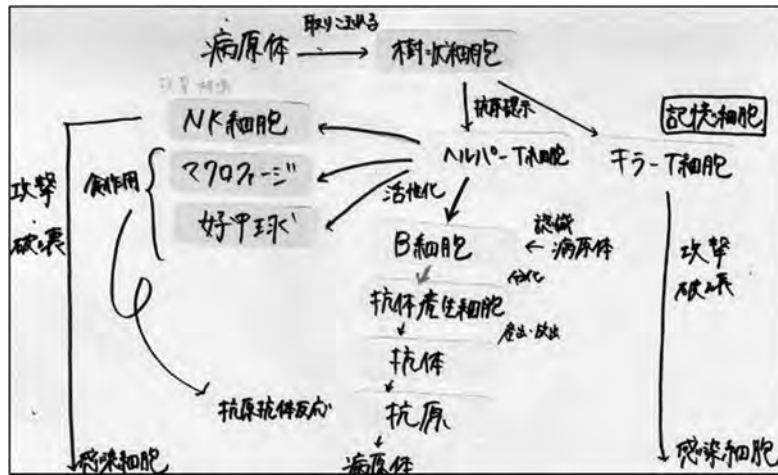 取りこまれる
病原体
樹状細胞
抗原提示
記憶細胞
NK細胞
ヘルパーT細胞
キラーT細胞
食作用
マクロファージ
活性化
好中球
攻撃
破壊
B細胞
認識
病原体
分化
抗体産生細胞
産出・放出
抗体
攻撃
破壊
抗原抗体反応
抗原
感染細胞
病原体
感染細胞